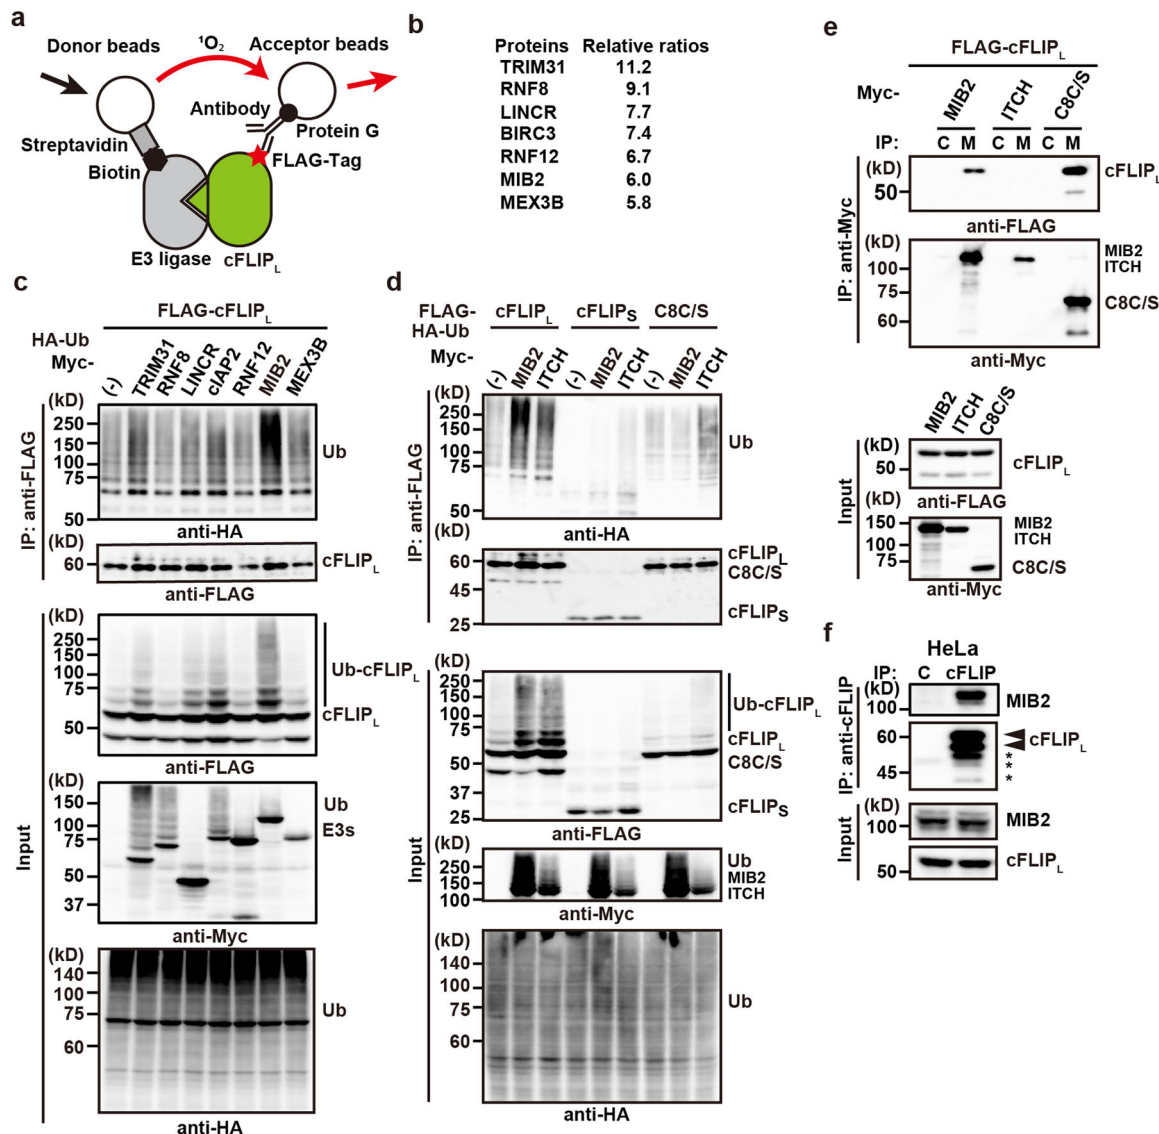 a
Donor beads
¹O₂
Acceptor beads
Antibody
Protein G
Streptavidin
FLAG-Tag
Biotin
E3 ligase
cFLIPL
b
Proteins Relative ratios
TRIM31 11.2
RNF8 9.1
LINCR 7.7
BIRC3 7.4
RNF12 6.7
MIB2 6.0
MEX3B 5.8
c
FLAG-cFLIPL
HA-Ub
Myc-
(-) TRIM31 RNF8 LINCR cIAP2 RNF12 MIB2 MEX3B
IP: anti-FLAG
(kD)
250
150
100
75
50
Ub
anti-HA
(kD)
60
cFLIPL
anti-FLAG
Input
(kD)
250
150
100
75
50
Ub-cFLIPL
cFLIPL
anti-FLAG
(kD)
150
100
75
50
37
Ub
E3s
anti-Myc
(kD)
140
100
75
60
Ub
anti-HA
d
FLAG- cFLIPL cFLIPS C8C/S
HA-Ub
Myc-
(-) MIB2 ITCH (-) MIB2 ITCH (-) MIB2 ITCH
IP: anti-FLAG
(kD)
250
150
100
75
50
Ub
anti-HA
(kD)
60
45
25
cFLIPL
C8C/S
cFLIPS
anti-FLAG
Input
(kD)
250
150
100
75
50
37
25
Ub-cFLIPL
cFLIPL
C8C/S
cFLIPS
anti-FLAG
(kD)
250
150
100
Ub
MIB2
ITCH
anti-Myc
(kD)
140
100
75
60
Ub
anti-HA
e
FLAG-cFLIPL
Myc- MIB2 ITCH C8C/S
IP: C M C M C M
IP: anti-Myc
(kD)
50
cFLIPL
anti-FLAG
(kD)
100
75
60
MIB2
ITCH
C8C/S
anti-Myc
MIB2 ITCH C8C/S
Input
(kD)
50
cFLIPL
anti-FLAG
(kD)
150
100
75
MIB2
ITCH
C8C/S
anti-Myc
f
HeLa
IP: C cFLIP
IP: anti-cFLIP
(kD)
100
MIB2
60
45
cFLIPL
*
*
*
Input
(kD)
100
MIB2
50
cFLIPL